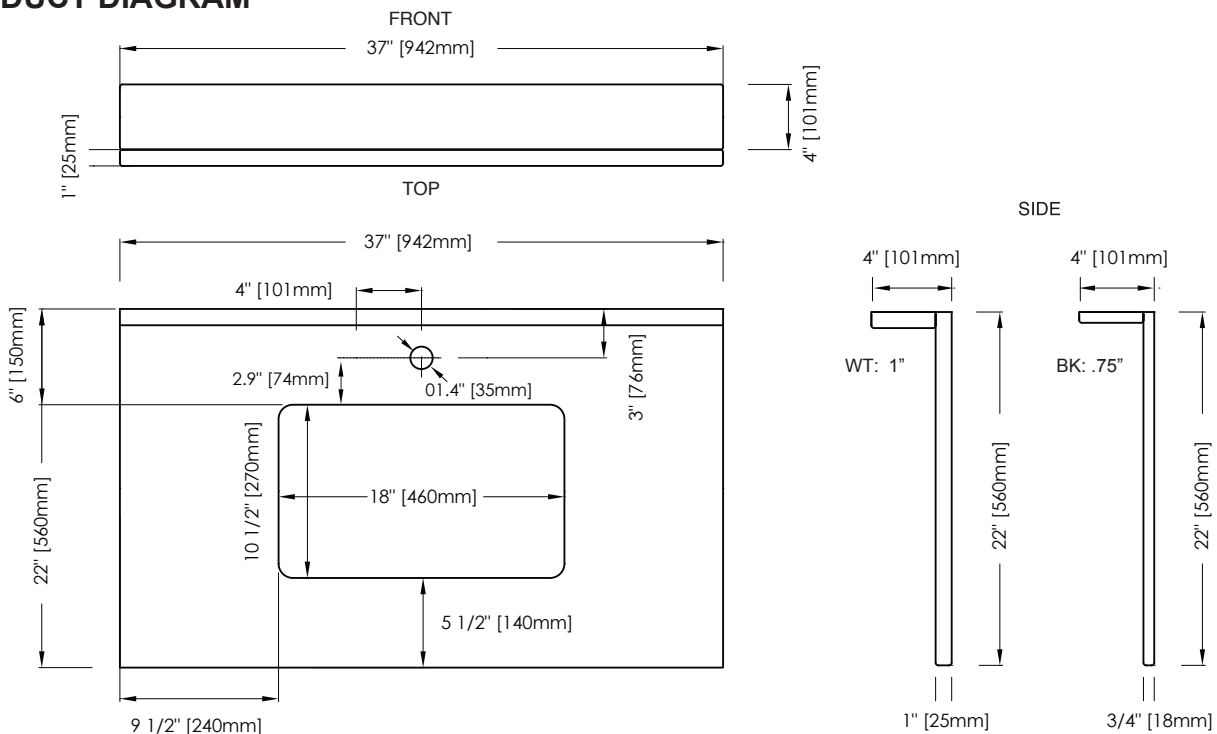 DUCT DIAGRAM
FRONT
37" [942mm]
4" [101mm]
1" [25mm]
TOP
SIDE
37" [942mm]
4" [101mm]
4" [101mm]
4" [101mm]
6" [150mm]
2.9" [74mm]
01.4" [35mm]
3" [76mm]
WT: 1”
BK: .75”
10 1/2" [270mm]
18" [460mm]
22" [560mm]
22" [560mm]
22" [560mm]
5 1/2" [140mm]
9 1/2" [240mm]
1" [25mm]
3/4" [18mm]